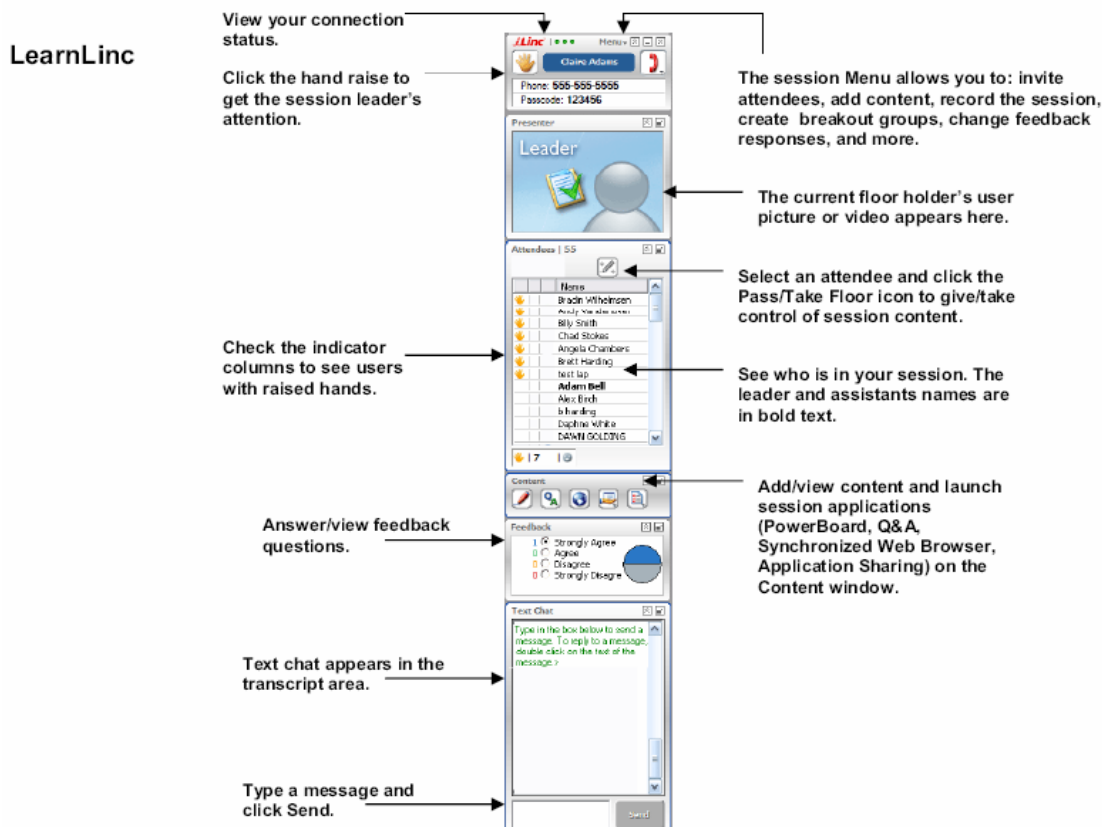 LearnLinc
View your connection
status.
Click the hand raise to
get the session leader's
attention.
Check the indicator
columns to see users
with raised hands.
Answer/view feedback
questions.
Text chat appears in the
transcript area.
Type a message and
click Send.
iLinc
Menu
Claire Adams
Phone: 555-555-5555
Passcode: 123456
Presenter
Leader
Attendees | 55
Name
Bradin Wilhelmsen
Billy Smith
Chad Stokes
Angela Chambers
Brett Harding
test lap
Adam Bell
Alex Birch
b harding
Daphne White
DAWN GOLDING
| 7 |
Content
Q A
Feedback
1 Strongly Agree
0 Agree
0 Disagree
0 Strongly Disagre
Text Chat
Type in the box below to send a
message. To reply to a message,
double click on the text of the
message.>
Send
The session Menu allows you to: invite
attendees, add content, record the session,
create breakout groups, change feedback
responses, and more.
The current floor holder's user
picture or video appears here.
Select an attendee and click the
Pass/Take Floor icon to give/take
control of session content.
See who is in your session. The
leader and assistants names are
in bold text.
Add/view content and launch
session applications
(PowerBoard, Q&A,
Synchronized Web Browser,
Application Sharing) on the
Content window.